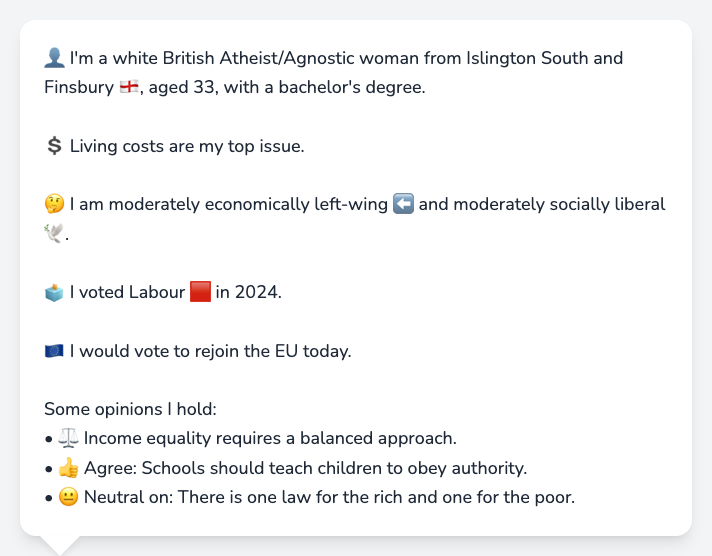 👤 I'm a white British Atheist/Agnostic woman from Islington South and
Finsbury 🏴󠁧󠁢󠁥󠁮󠁧󠁿, aged 33, with a bachelor's degree.
💲 Living costs are my top issue.
🤔 I am moderately economically left-wing ⬅️ and moderately socially liberal
🕊️.
🗳️ I voted Labour 🟥 in 2024.
🇪🇺 I would vote to rejoin the EU today.
Some opinions I hold:
• ⚖️ Income equality requires a balanced approach.
• 👍 Agree: Schools should teach children to obey authority.
• 😐 Neutral on: There is one law for the rich and one for the poor.